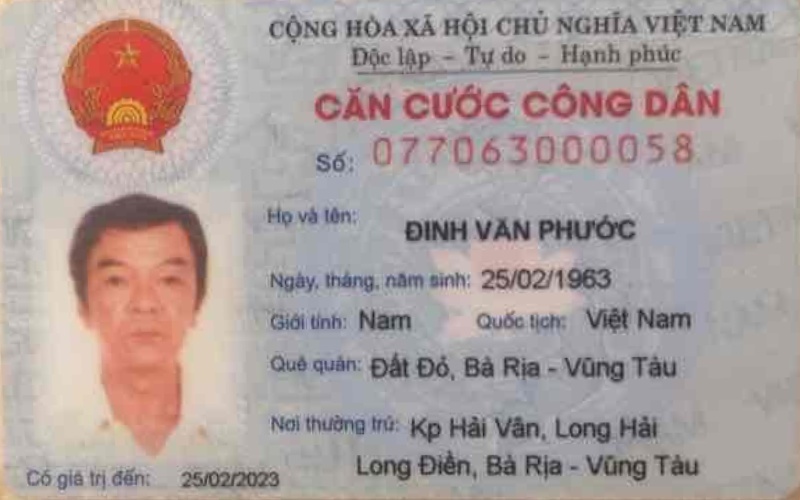 CỘNG HÒA XÃ HỘI CHỦ NGHĨA VIỆT NAM
Độc lập – Tự do – Hạnh phúc
CĂN CƯỚC CÔNG DÂN
Số: 077063000058
Họ và tên: ĐINH VĂN PHƯỚC
Ngày, tháng, năm sinh: 25/02/1963
Giới tính: Nam Quốc tịch: Việt Nam
Quê quán: Đất Đỏ, Bà Rịa - Vũng Tàu
Nơi thường trú: Kp Hải Vân, Long Hải
Long Điền, Bà Rịa - Vũng Tàu
Có giá trị đến: 25/02/2023